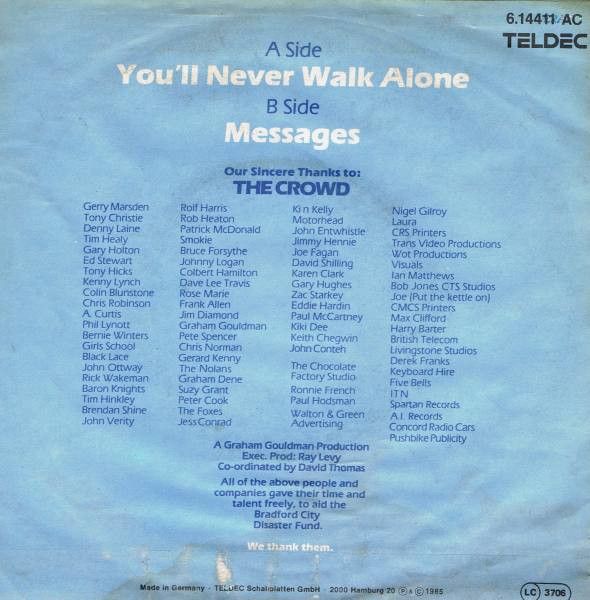 6.14411 AC
TELDEC
A Side
You'll Never Walk Alone
B Side
Messages
Our Sincere Thanks to:
THE CROWD
Gerry Marsden
Tony Christie
Denny Laine
Tim Healy
Gary Holton
Ed Stewart
Tony Hicks
Kenny Lynch
Colin Blunstone
Chris Robinson
A. Curtis
Phil Lynott
Bernie Winters
Girls School
Black Lace
John Ottway
Rick Wakeman
Baron Knights
Tim Hinkley
Brendan Shine
John Verity
Rolf Harris
Rob Heaton
Patrick McDonald
Smokie
Bruce Forsythe
Johnny Logan
Colbert Hamilton
Dave Lee Travis
Rose Marie
Frank Allen
Jim Diamond
Graham Gouldman
Pete Spencer
Chris Norman
Gerard Kenny
The Nolans
Graham Dene
Suzy Grant
Peter Cook
The Foxes
Jess Conrad
Kin Kelly
Motorhead
John Entwhistle
Jimmy Hennie
Joe Fagan
David Shilling
Karen Clark
Gary Hughes
Zac Starkey
Eddie Hardin
Paul McCartney
Kiki Dee
Keith Chegwin
John Conteh
The Chocolate
Factory Studio
Ronnie French
Paul Hodsman
Walton & Green
Advertising
Nigel Gilroy
Laura
CRS Printers
Trans Video Productions
Wot Productions
Visuals
Ian Matthews
Bob Jones CTS Studios
Joe (Put the kettle on)
CMCS Printers
Max Clifford
Harry Barter
British Telecom
Livingstone Studios
Derek Franks
Keyboard Hire
Five Bells
ITN
Spartan Records
A.I. Records
Concord Radio Cars
Pushbike Publicity
A Graham Gouldman Production
Exec. Prod: Ray Levy
Co-ordinated by David Thomas
All of the above people and
companies gave their time and
talent freely, to aid the
Bradford City
Disaster Fund.
We thank them.
Made in Germany · TELDEC Schallplatten GmbH · 2000 Hamburg 20 ℗ & © 1985
LC 3706